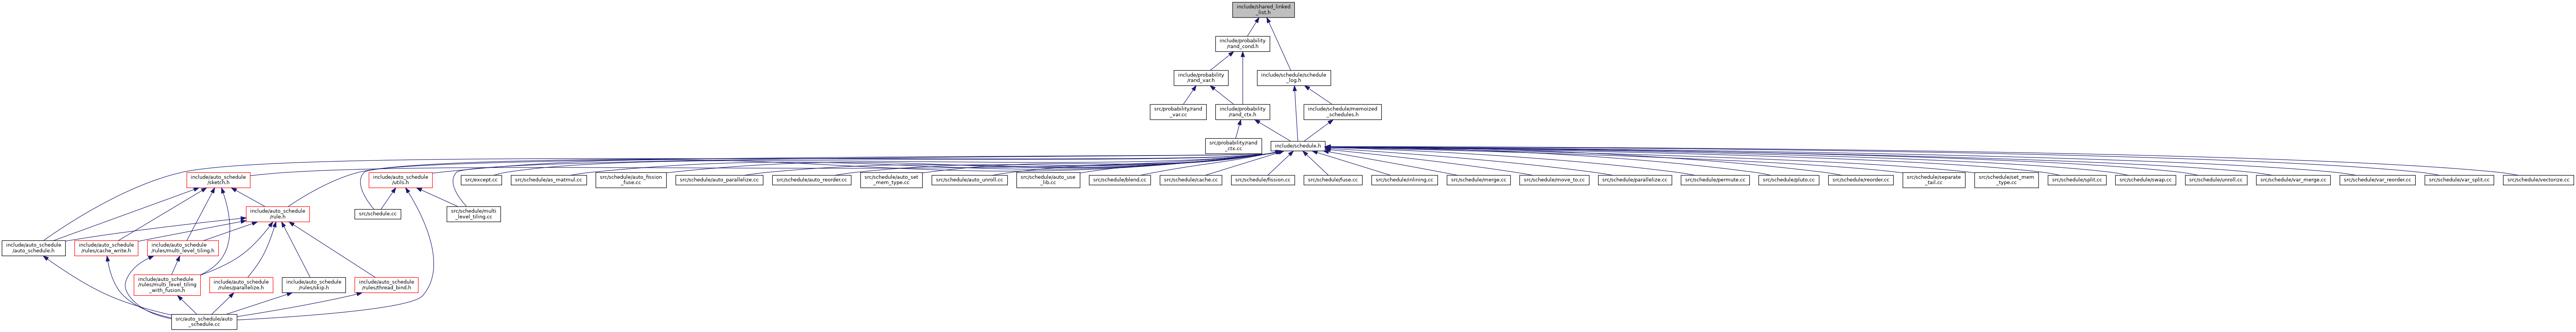 include/shared_linked
_list.h
include/probability
/rand_cond.h
include/probability
/rand_var.h
include/schedule/schedule
_log.h
src/probability/rand
_var.cc
include/probability
/rand_ctx.h
include/schedule/memoized
_schedules.h
src/probability/rand
_ctx.cc
include/schedule.h
include/auto_schedule
/sketch.h
include/auto_schedule
/utils.h
src/except.cc
src/schedule/as_matmul.cc
src/schedule/auto_fission
_fuse.cc
src/schedule/auto_parallelize.cc
src/schedule/auto_reorder.cc
src/schedule/auto_set
_mem_type.cc
src/schedule/auto_unroll.cc
src/schedule/auto_use
_lib.cc
src/schedule/blend.cc
src/schedule/cache.cc
src/schedule/fission.cc
src/schedule/fuse.cc
src/schedule/inlining.cc
src/schedule/merge.cc
src/schedule/move_to.cc
src/schedule/parallelize.cc
src/schedule/permute.cc
src/schedule/pluto.cc
src/schedule/reorder.cc
src/schedule/separate
_tail.cc
src/schedule/set_mem
_type.cc
src/schedule/split.cc
src/schedule/swap.cc
src/schedule/unroll.cc
src/schedule/var_merge.cc
src/schedule/var_reorder.cc
src/schedule/var_split.cc
src/schedule/vectorize.cc
include/auto_schedule
/rule.h
src/schedule.cc
src/schedule/multi
_level_tiling.cc
include/auto_schedule
/auto_schedule.h
include/auto_schedule
/rules/cache_write.h
include/auto_schedule
/rules/multi_level_tiling.h
include/auto_schedule
/rules/multi_level_tiling
_with_fusion.h
include/auto_schedule
/rules/parallelize.h
include/auto_schedule
/rules/skip.h
include/auto_schedule
/rules/thread_bind.h
src/auto_schedule/auto
_schedule.cc